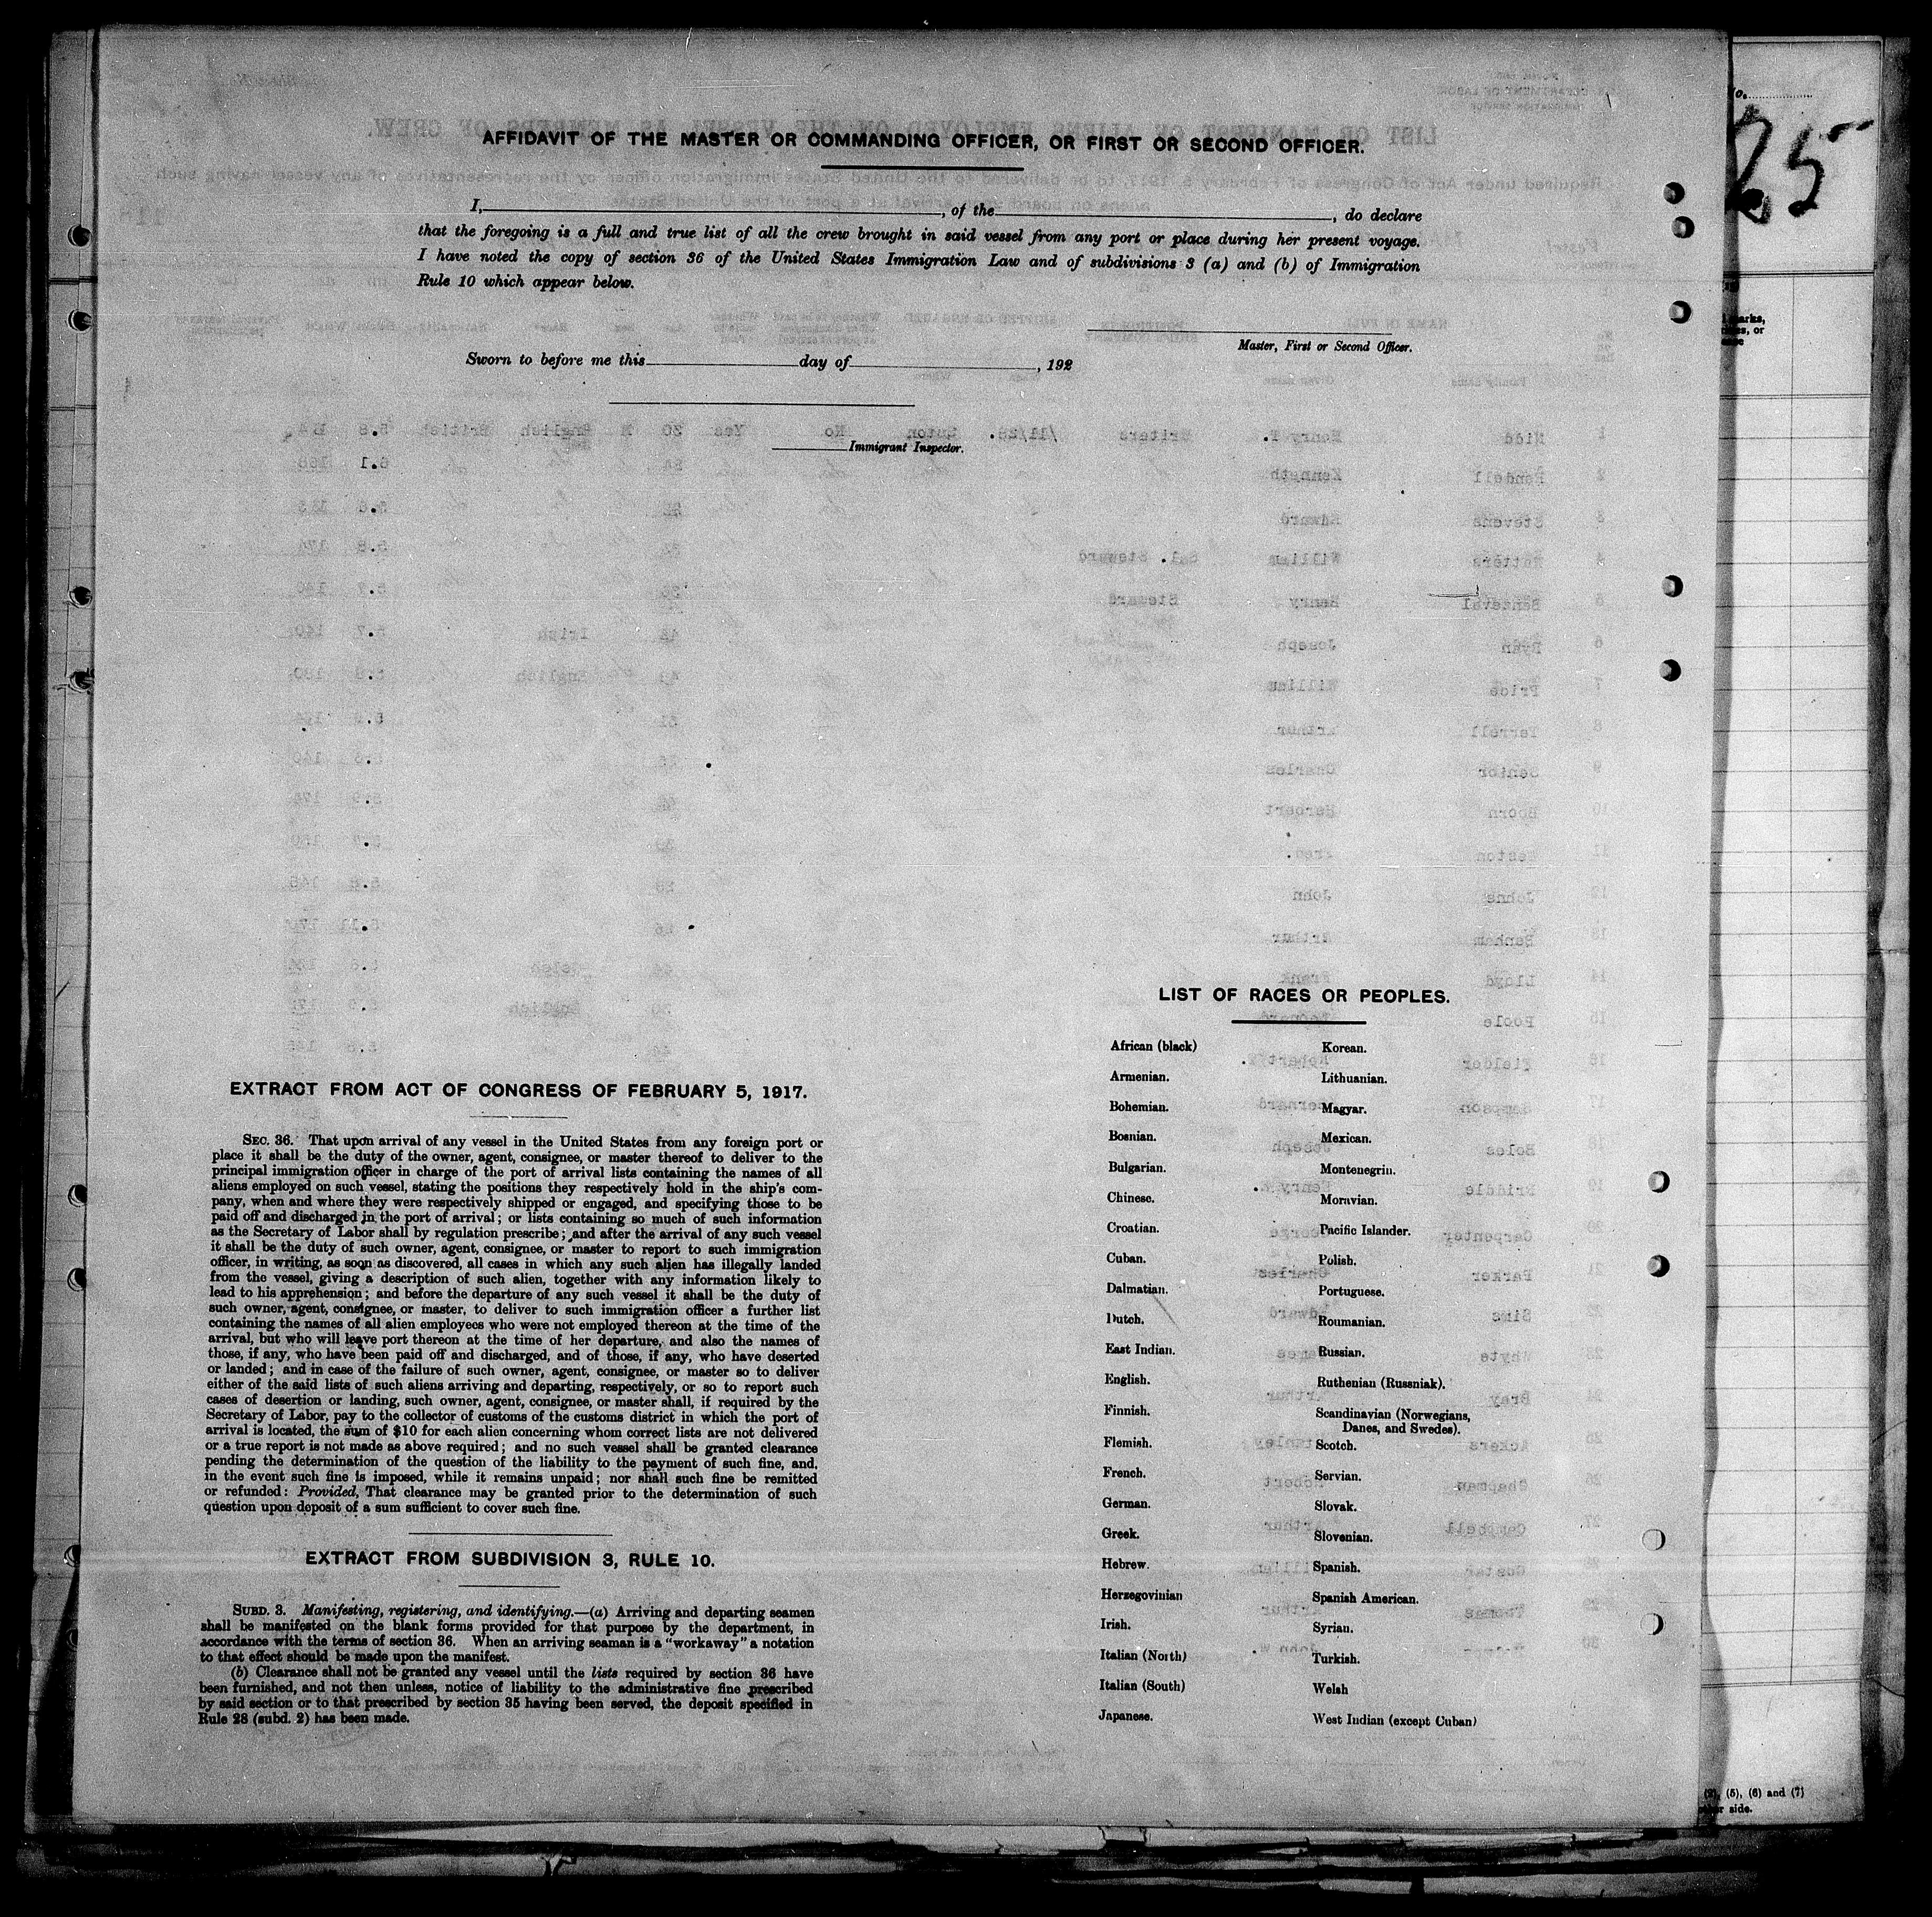 AFFIDAVIT OF THE MASTER OR COMMANDING OFFICER, OR FIRST OR SECOND OFFICER.
I, , of the , do declare
that the foregoing is a full and true list of all the crew brought in said vessel from any port or place during her present voyage.
I have noted the copy of section 36 of the United States Immigration Law and of subdivisions 3 (a) and (b) of Immigration
Rule 10 which appear below.
Master, First or Second Officer.
Sworn to before me this day of , 192
Immigrant Inspector.
EXTRACT FROM ACT OF CONGRESS OF FEBRUARY 5, 1917.
SEC. 36. That upon arrival of any vessel in the United States from any foreign port or
place it shall be the duty of the owner, agent, consignee, or master thereof to deliver to the
principal immigration officer in charge of the port of arrival lists containing the names of all
aliens employed on such vessel, stating the positions they respectively hold in the ship's com-
pany, when and where they were respectively shipped or engaged, and specifying those to be
paid off and discharged in the port of arrival; or lists containing so much of such information
as the Secretary of Labor shall by regulation prescribe; and after the arrival of any such vessel
it shall be the duty of such owner, agent, consignee, or master to report to such immigration
officer, in writing, as soon as discovered, all cases in which any such alien has illegally landed
from the vessel, giving a description of such alien, together with any information likely to
lead to his apprehension; and before the departure of any such vessel it shall be the duty of
such owner, agent, consignee, or master, to deliver to such immigration officer a further list
containing the names of all alien employees who were not employed thereon at the time of the
arrival, but who will leave port thereon at the time of her departure, and also the names of
those, if any, who have been paid off and discharged, and of those, if any, who have deserted
or landed; and in case of the failure of such owner, agent, consignee, or master so to deliver
either of the said lists of such aliens arriving and departing, respectively, or so to report such
cases of desertion or landing, such owner, agent, consignee, or master shall, if required by the
Secretary of Labor, pay to the collector of customs of the customs district in which the port of
arrival is located, the sum of $10 for each alien concerning whom correct lists are not delivered
or a true report is not made as above required; and no such vessel shall be granted clearance
pending the determination of the question of the liability to the payment of such fine, and,
in the event such fine is imposed, while it remains unpaid; nor shall such fine be remitted
or refunded: Provided, That clearance may be granted prior to the determination of such
question upon deposit of a sum sufficient to cover such fine.
EXTRACT FROM SUBDIVISION 3, RULE 10.
SUBD. 3. Manifesting, registering, and identifying.—(a) Arriving and departing seamen
shall be manifested on the blank forms provided for that purpose by the department, in
accordance with the terms of section 36. When an arriving seaman is a "workaway" a notation
to that effect should be made upon the manifest.
(b) Clearance shall not be granted any vessel until the lists required by section 36 have
been furnished, and not then unless, notice of liability to the administrative fine prescribed
by said section or to that prescribed by section 35 having been served, the deposit specified in
Rule 28 (subd. 2) has been made.
LIST OF RACES OR PEOPLES.
African (black)
Armenian.
Bohemian.
Bosnian.
Bulgarian.
Chinese.
Croatian.
Cuban.
Dalmatian.
Dutch.
East Indian.
English.
Finnish.
Flemish.
French.
German.
Greek.
Hebrew.
Herzegovinian
Irish.
Italian (North)
Italian (South)
Japanese.
Korean.
Lithuanian.
Magyar.
Mexican.
Montenegrin.
Moravian.
Pacific Islander.
Polish.
Portuguese.
Roumanian.
Russian.
Ruthenian (Russniak).
Scandinavian (Norwegians,
Danes, and Swedes).
Scotch.
Servian.
Slovak.
Slovenian.
Spanish.
Spanish American.
Syrian.
Turkish.
Welsh
West Indian (except Cuban)
(5), (6) and (7)
side.